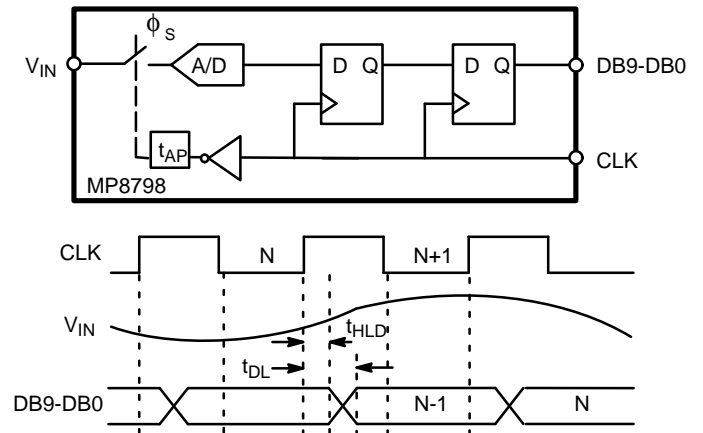 ϕS
VIN
A/D
D Q
D Q
DB9-DB0
tAP
CLK
MP8798
CLK
N
N+1
VIN
tHLD
tDL
DB9-DB0
N-1
N